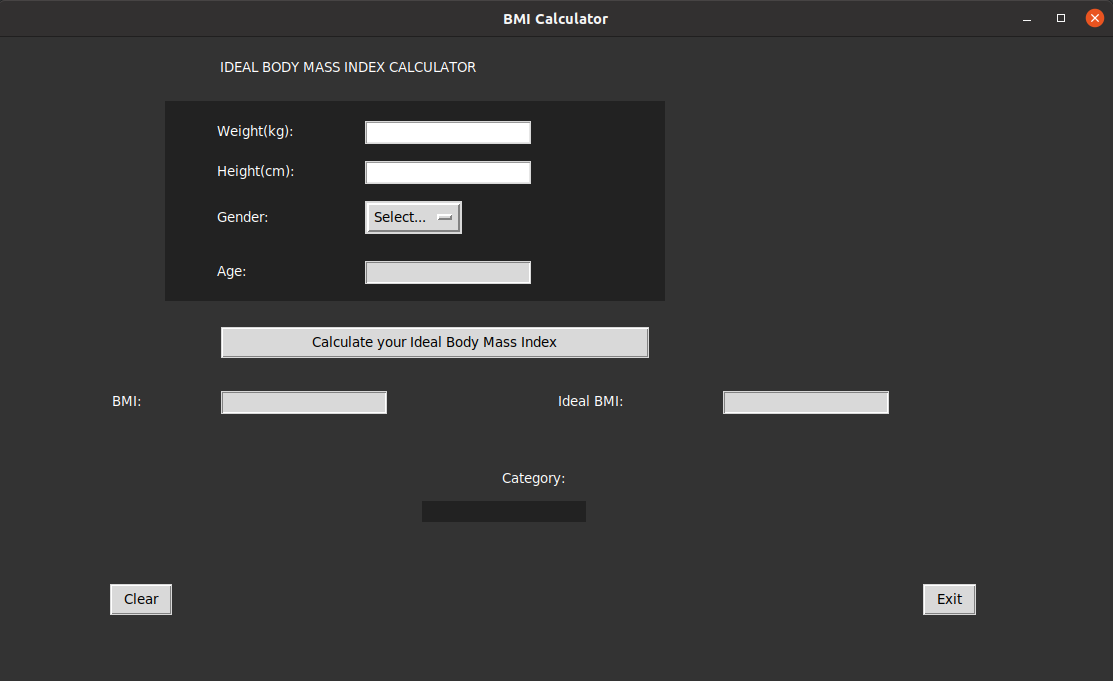 BMI Calculator
IDEAL BODY MASS INDEX CALCULATOR
Weight(kg):
Height(cm):
Gender: Select...
Age:
Calculate your Ideal Body Mass Index
BMI: Ideal BMI:
Category:
Clear Exit